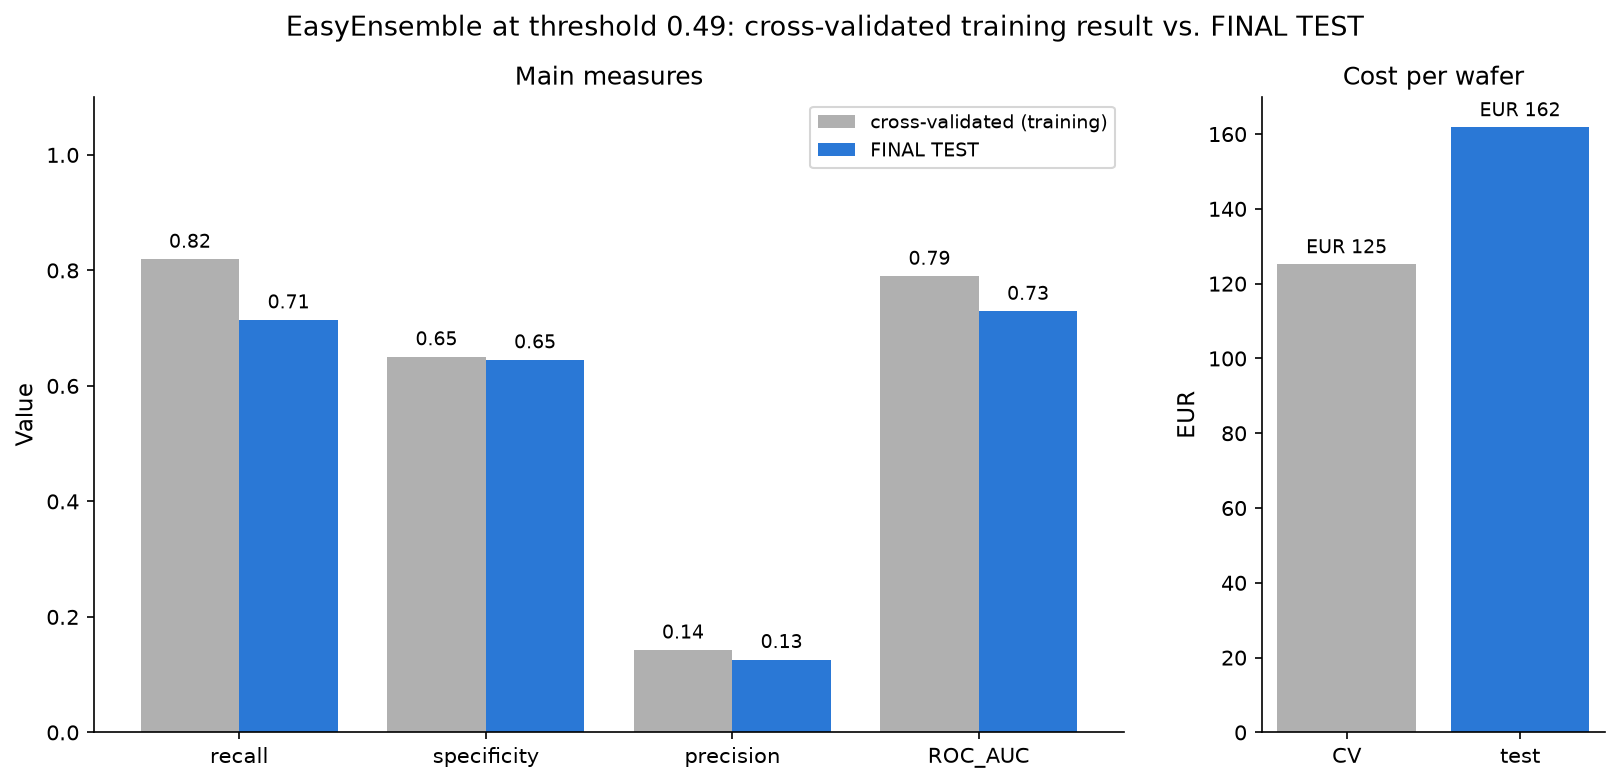 EasyEnsemble at threshold 0.49: cross-validated training result vs. FINAL TEST
Main measures
cross-validated (training)
FINAL TEST
Value
1.0
0.8
0.6
0.4
0.2
0.0
0.82
0.71
0.65
0.65
0.14
0.13
0.79
0.73
recall
specificity
precision
ROC_AUC
Cost per wafer
EUR
160
140
120
100
80
60
40
20
0
EUR 125
EUR 162
CV
test